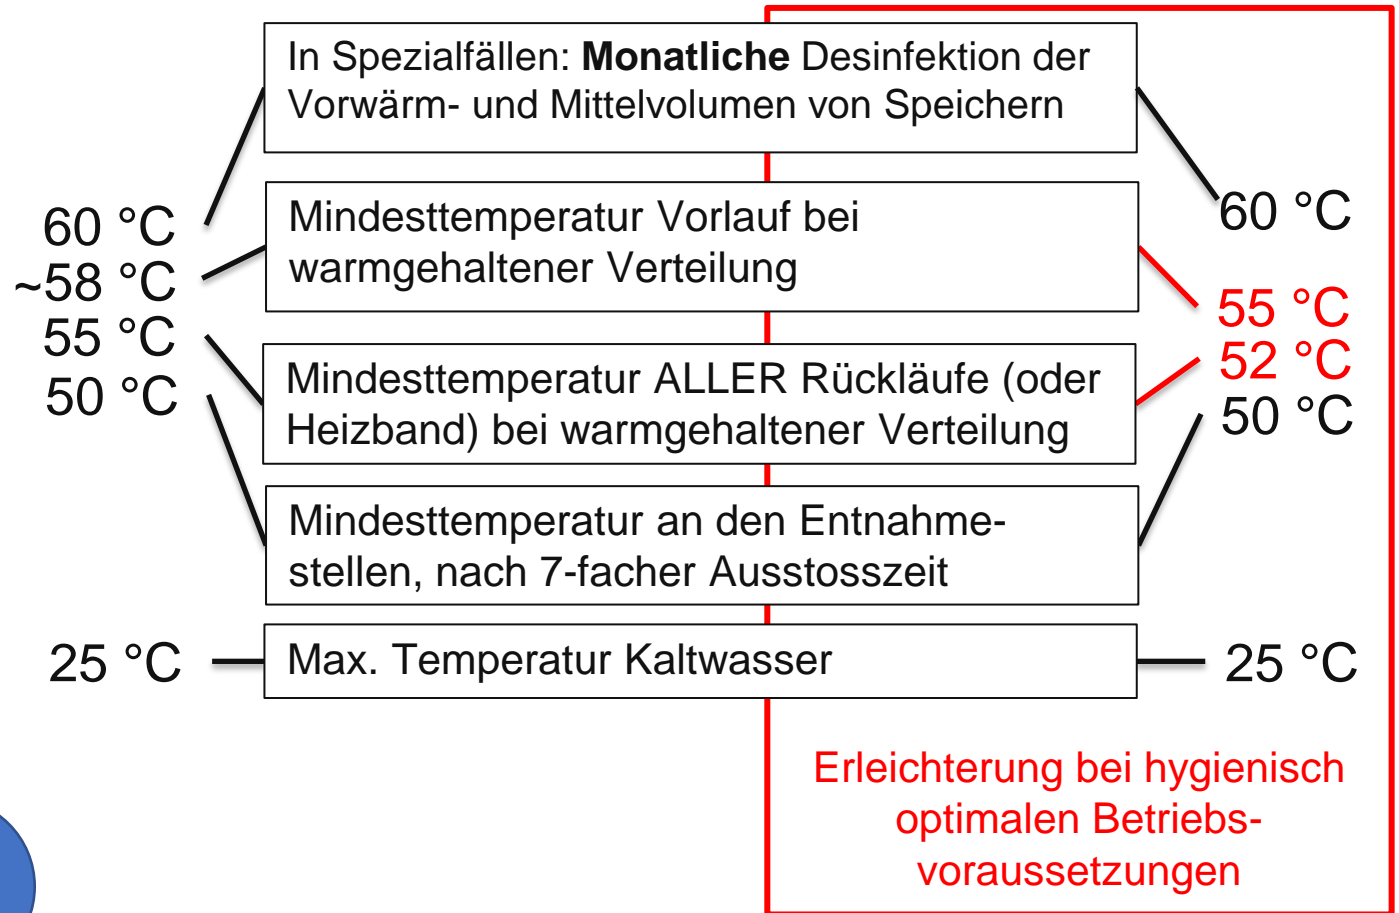 In Spezialfällen: Monatliche Desinfektion der
Vorwärm- und Mittelvolumen von Speichern
60 °C
60 °C
Mindesttemperatur Vorlauf bei
warmgehaltener Verteilung
~58 °C
55 °C
55 °C
52 °C
Mindesttemperatur ALLER Rückläufe (oder
Heizband) bei warmgehaltener Verteilung
50 °C
50 °C
Mindesttemperatur an den Entnahme-
stellen, nach 7-facher Ausstosszeit
25 °C
Max. Temperatur Kaltwasser
25 °C
Erleichterung bei hygienisch
optimalen Betriebs-
voraussetzungen